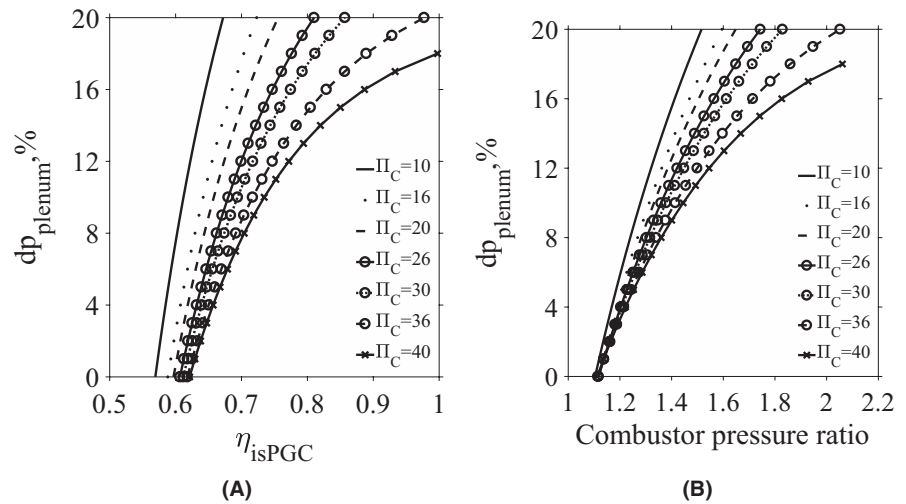 20
16
12
8
4
0
dp_plenum,%
Π_C=10
Π_C=16
Π_C=20
Π_C=26
Π_C=30
Π_C=36
Π_C=40
0.5 0.6 0.7 0.8 0.9 1
η_isPGC
(A)
20
16
12
8
4
0
dp_plenum,%
Π_C=10
Π_C=16
Π_C=20
Π_C=26
Π_C=30
Π_C=36
Π_C=40
1 1.2 1.4 1.6 1.8 2 2.2
Combustor pressure ratio
(B)